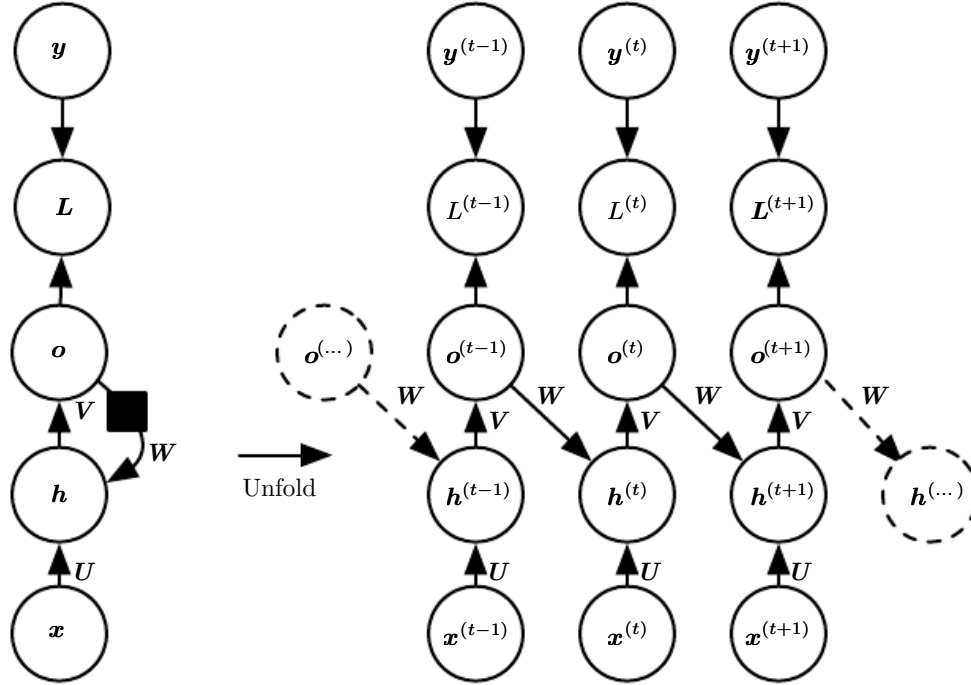 y y(t−1) y(t) y(t+1)
L L(t−1) L(t) L(t+1)
o o(...) o(t−1) o(t) o(t+1)
W W W W
V V V V
W
h Unfold h(t−1) h(t) h(t+1) h(...)
U U U U
x x(t−1) x(t) x(t+1)